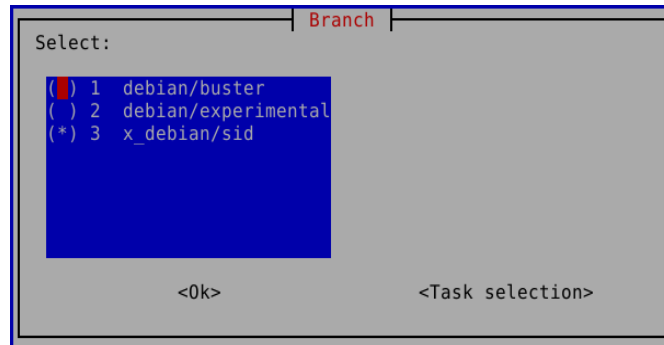 Branch
Select:
( ) 1 debian/buster
( ) 2 debian/experimental
(*) 3 x_debian/sid
<Ok> <Task selection>